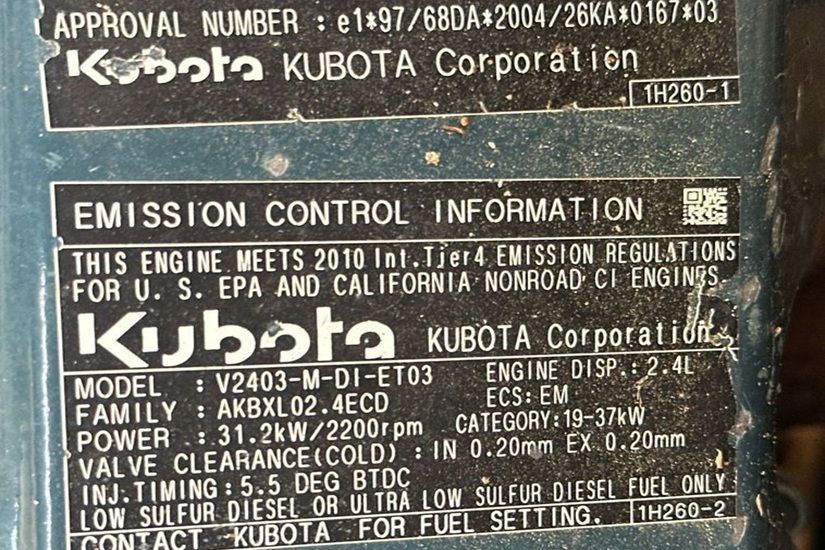 APPROVAL NUMBER : e1*97/68DA*2004/26KA*0167*03
Kubota KUBOTA Corporation
1H260-1
EMISSION CONTROL INFORMATION
THIS ENGINE MEETS 2010 Int.Tier4 EMISSION REGULATIONS
FOR U. S. EPA AND CALIFORNIA NONROAD CI ENGINES.
Kubota KUBOTA Corporation
MODEL : V2403-M-DI-ET03 ENGINE DISP.: 2.4L
FAMILY : AKBXL02.4ECD ECS: EM
POWER : 31.2kW/2200rpm CATEGORY:19-37kW
VALVE CLEARANCE(COLD) : IN 0.20mm EX 0.20mm
INJ.TIMING : 5.5 DEG BTDC
LOW SULFUR DIESEL OR ULTRA LOW SULFUR DIESEL FUEL ONLY
CONTACT KUBOTA FOR FUEL SETTING. 1H260-2